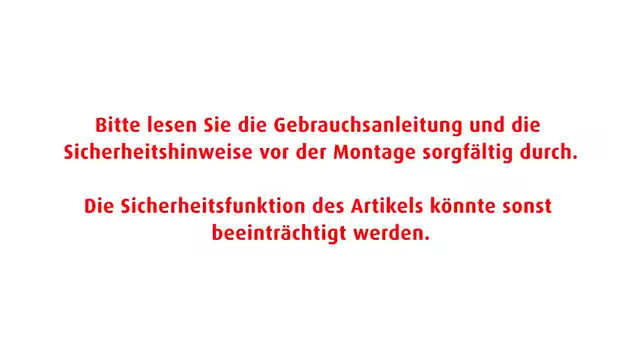 Bitte lesen Sie die Gebrauchsanleitung und die
Sicherheitshinweise vor der Montage sorgfältig durch.
Die Sicherheitsfunktion des Artikels könnte sonst
beeinträchtigt werden.